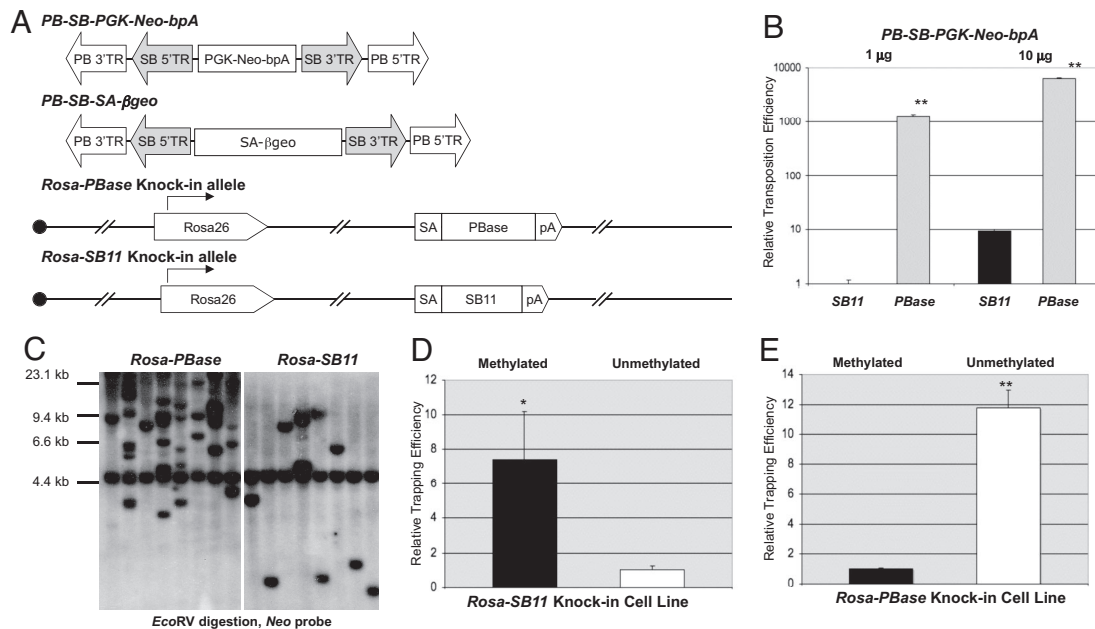 A
PB-SB-PGK-Neo-bpA
PB 3'TR SB 5'TR PGK-Neo-bpA SB 3'TR PB 5'TR
PB-SB-SA-βgeo
PB 3'TR SB 5'TR SA-βgeo SB 3'TR PB 5'TR
Rosa-PBase Knock-in allele
Rosa26 SA PBase pA
Rosa-SB11 Knock-in allele
Rosa26 SA SB11 pA
B
PB-SB-PGK-Neo-bpA
1 μg 10 μg
Relative Transposition Efficiency
10000
1000
100
10
1
**
**
SB11 PBase SB11 PBase
C
Rosa-PBase Rosa-SB11
23.1 kb
9.4 kb
6.6 kb
4.4 kb
EcoRV digestion, Neo probe
D
Methylated Unmethylated
Relative Trapping Efficiency
12
10
8
6
4
2
0
*
Rosa-SB11 Knock-in Cell Line
E
Methylated Unmethylated
Relative Trapping Efficiency
14
12
10
8
6
4
2
0
**
Rosa-PBase Knock-in Cell Line